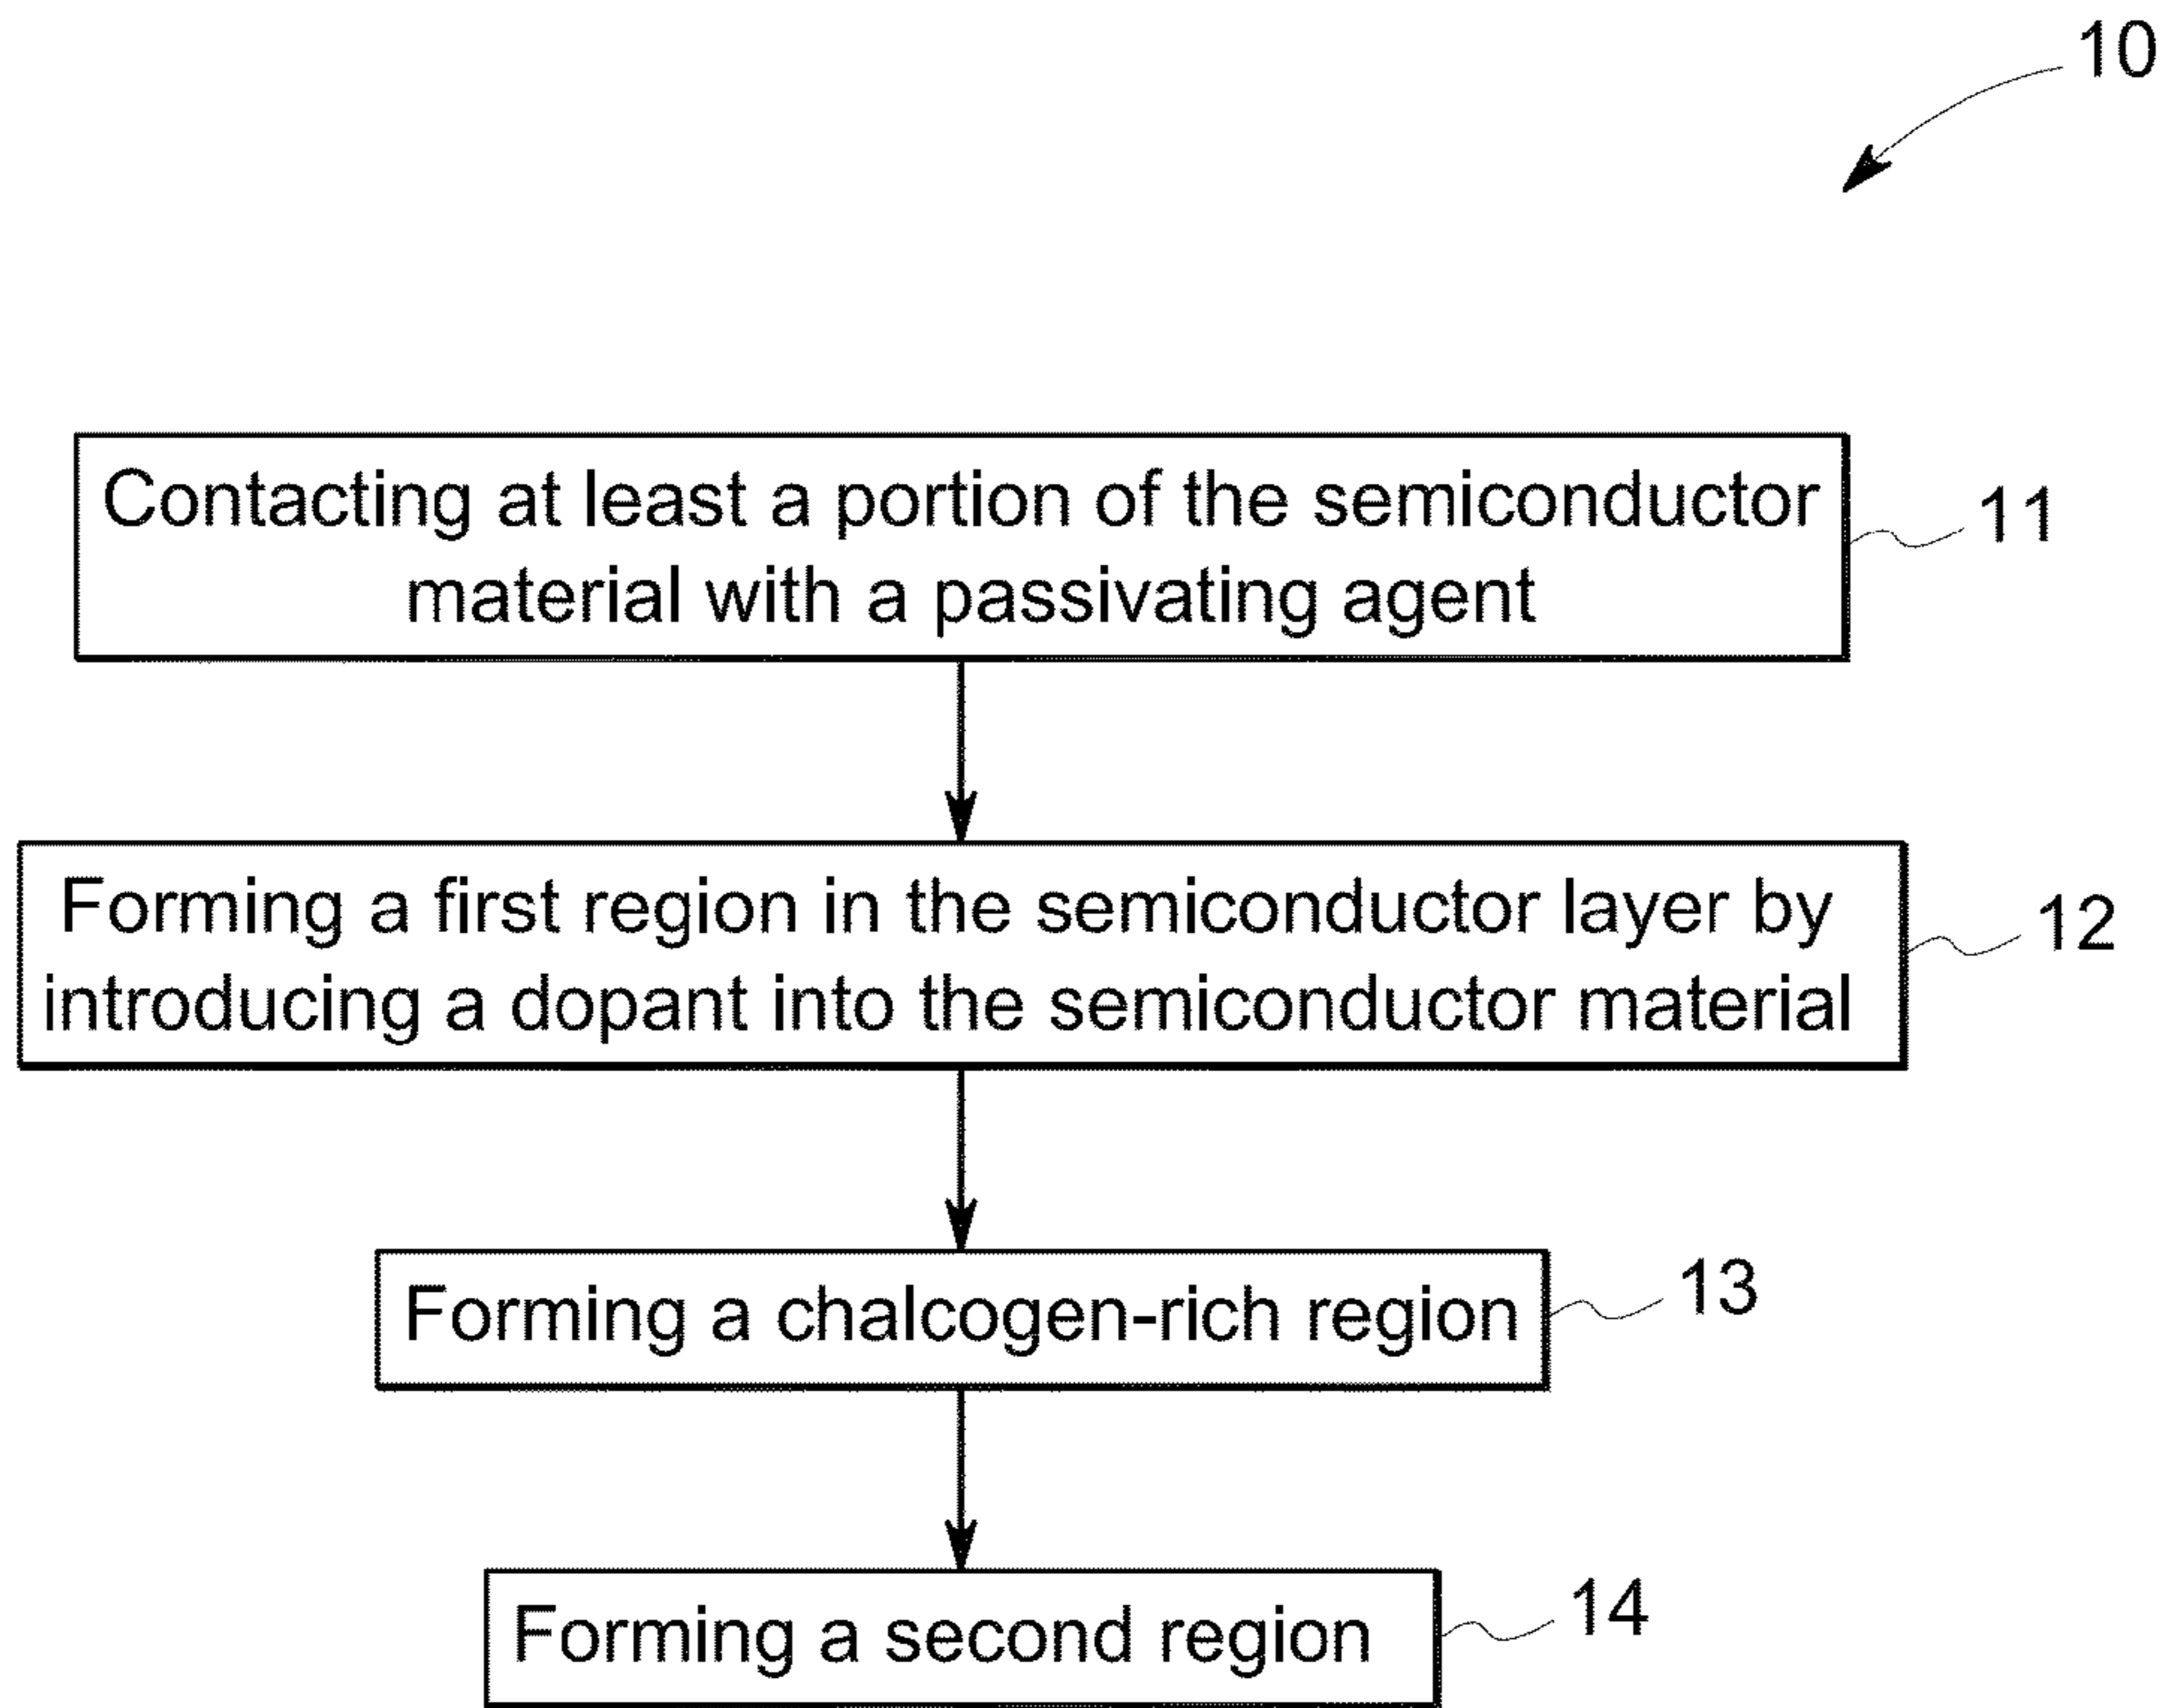 10
Contacting at least a portion of the semiconductor
material with a passivating agent
11
Forming a first region in the semiconductor layer by
introducing a dopant into the semiconductor material
12
Forming a chalcogen-rich region
13
Forming a second region
14